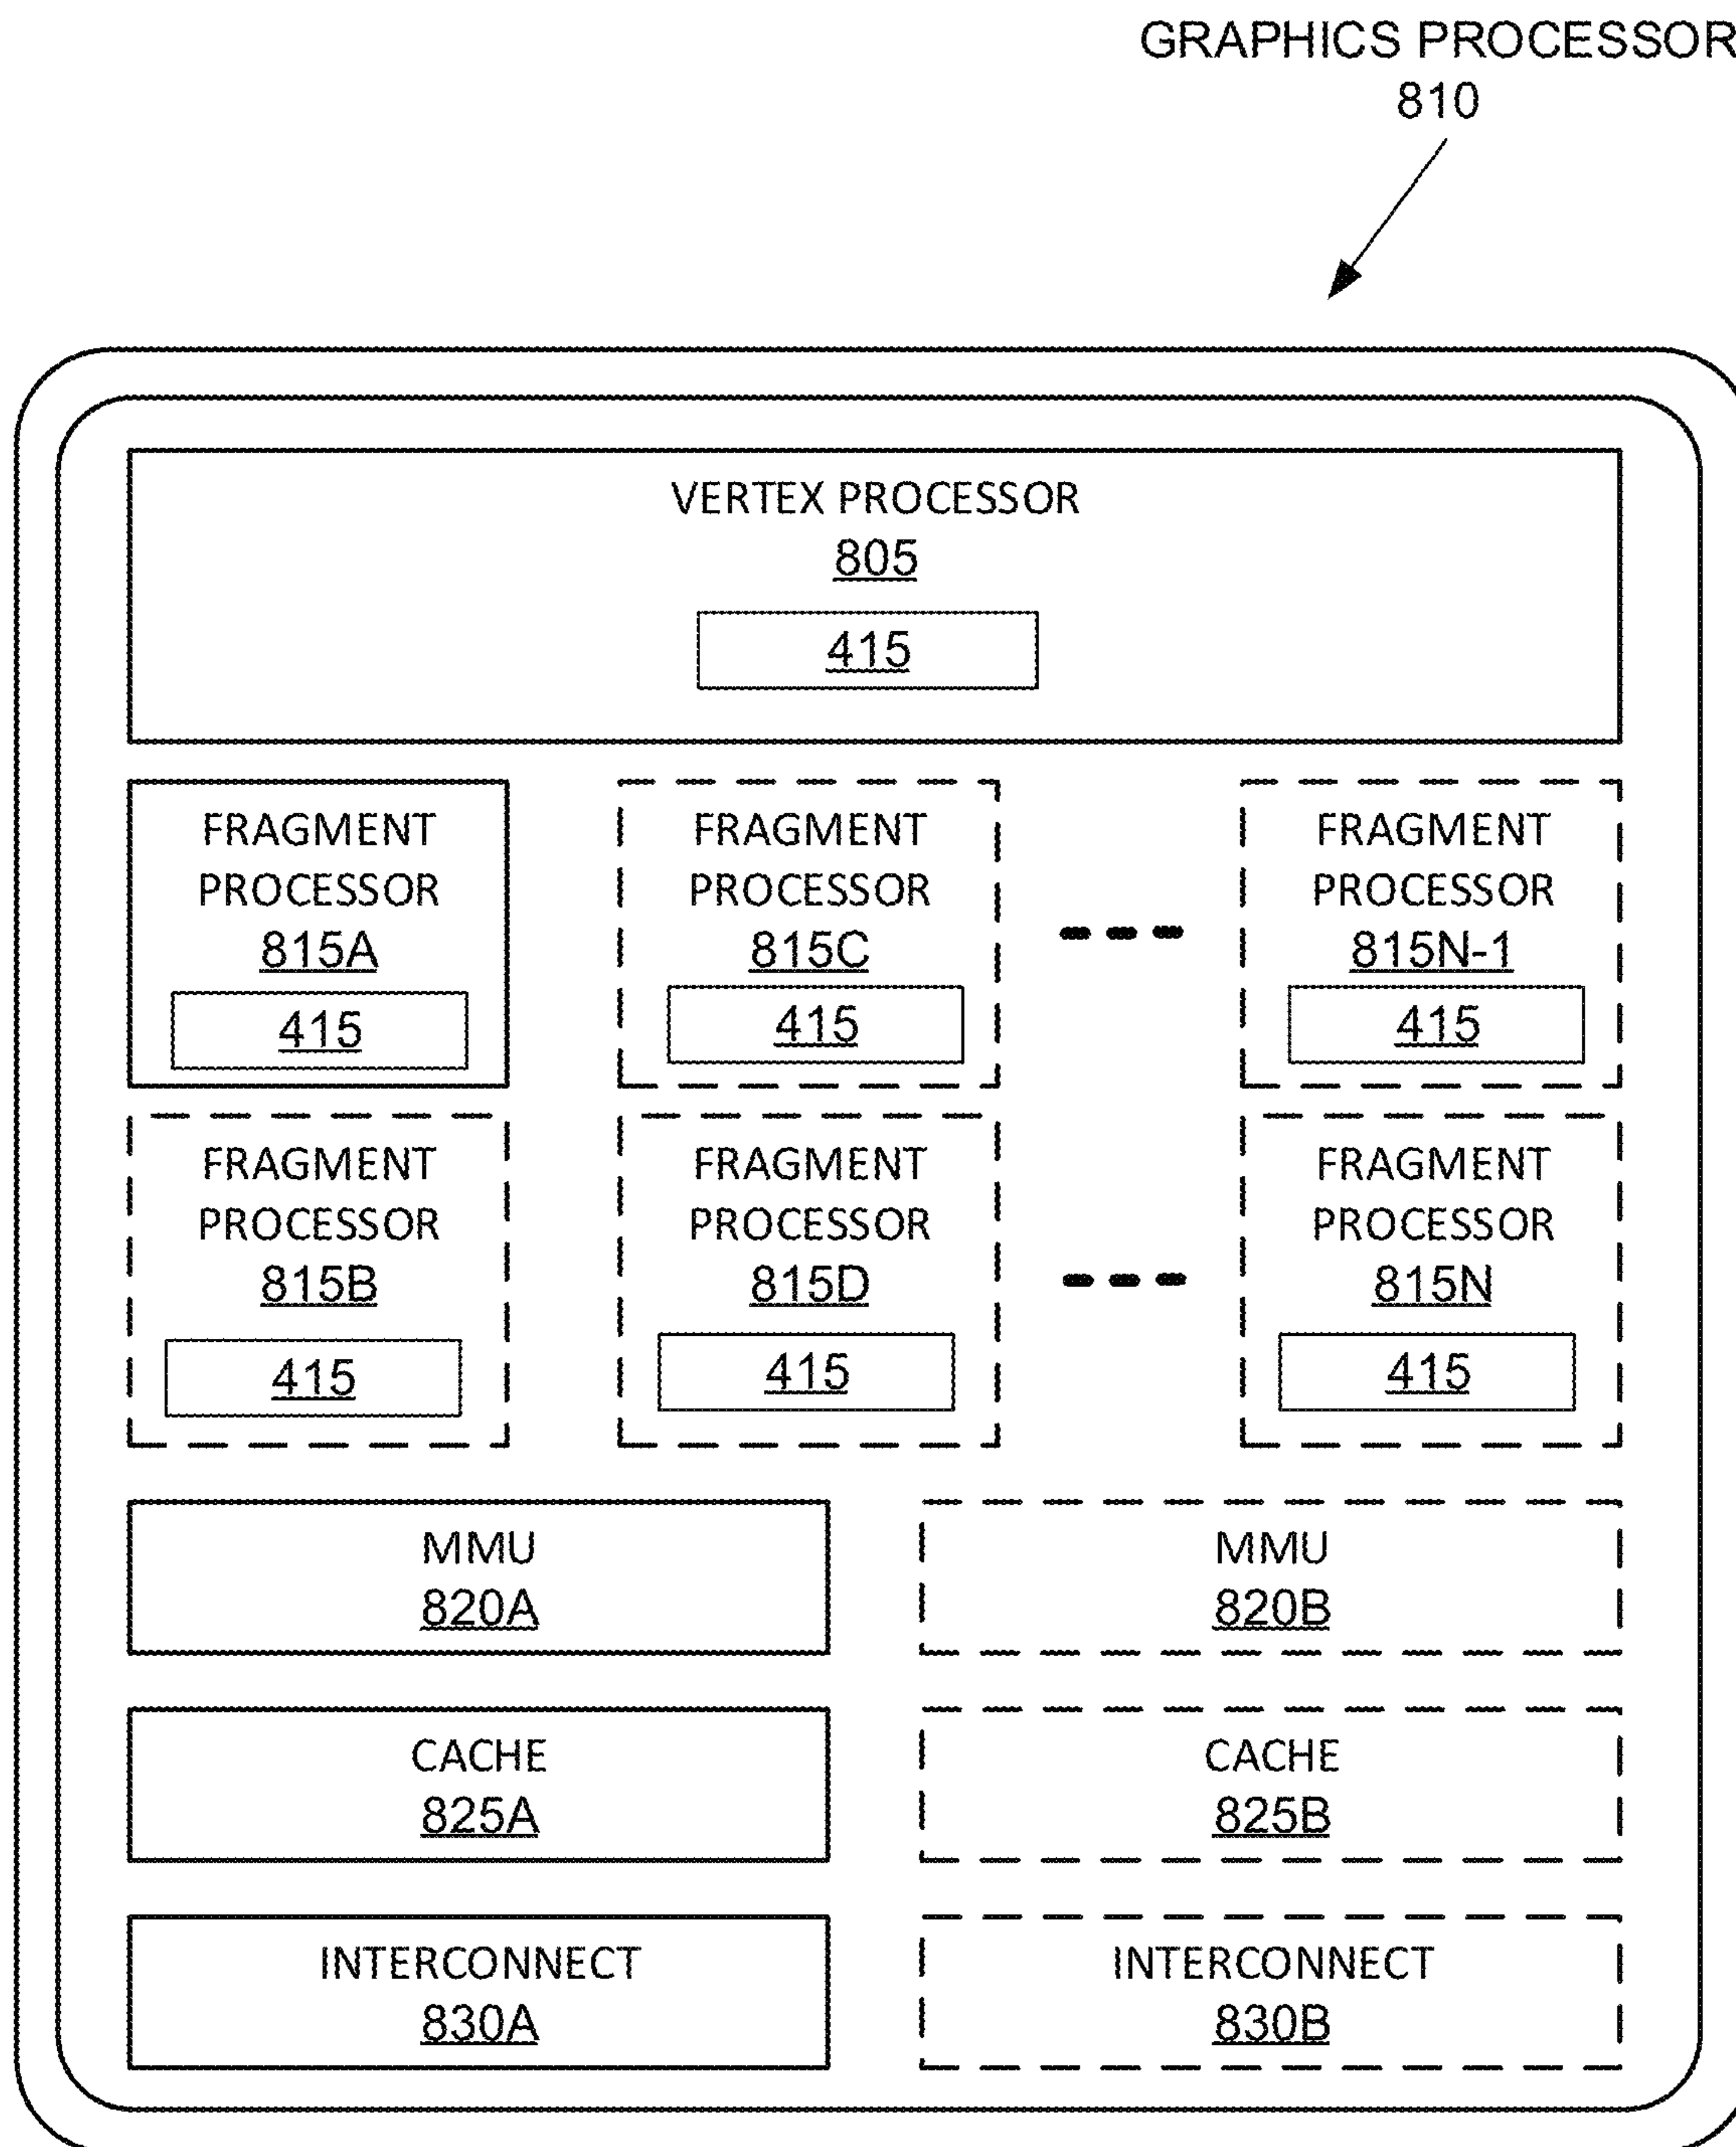 GRAPHICS PROCESSOR
810
VERTEX PROCESSOR
805
415
FRAGMENT
PROCESSOR
815A
415
FRAGMENT
PROCESSOR
815C
415
FRAGMENT
PROCESSOR
815N-1
415
FRAGMENT
PROCESSOR
815B
415
FRAGMENT
PROCESSOR
815D
415
FRAGMENT
PROCESSOR
815N
415
MMU
820A
MMU
820B
CACHE
825A
CACHE
825B
INTERCONNECT
830A
INTERCONNECT
830B